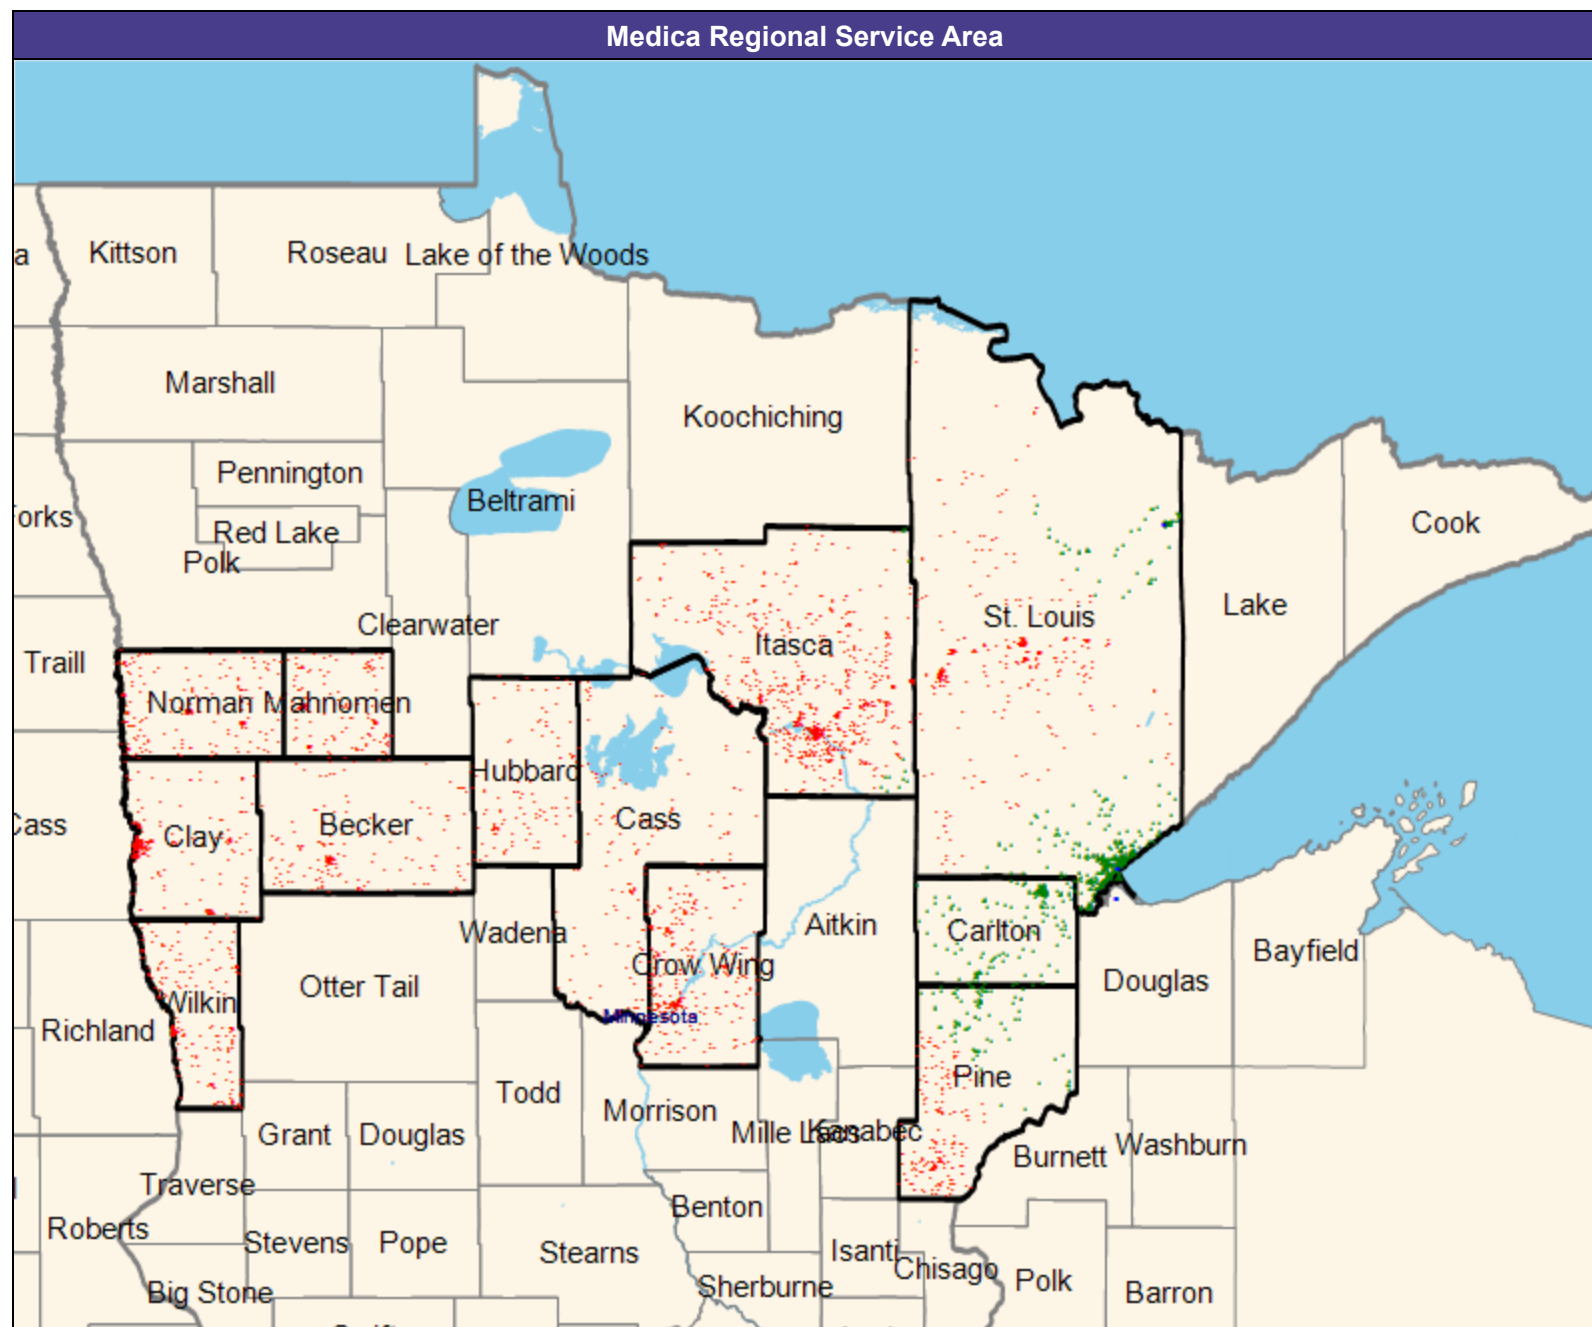 Medica Regional Service Area
a
Kittson
Roseau
Lake of the Woods
Marshall
Koochiching
Pennington
Beltrami
Forks
Red Lake
Cook
Polk
Clearwater
St. Louis
Lake
Itasca
Traill
Norman
Mahnomen
Hubbard
Cass
Cass
Clay
Becker
Wadena
Aitkin
Carlton
Crow Wing
Bayfield
Otter Tail
Douglas
Wilkin
Minnesota
Richland
Pine
Todd
Morrison
Grant
Douglas
Mille Lacs
Kanabec
Burnett
Washburn
Traverse
Benton
Roberts
Stevens
Pope
Stearns
Isanti
Chisago
Polk
Sherburne
Big Stone
Barron